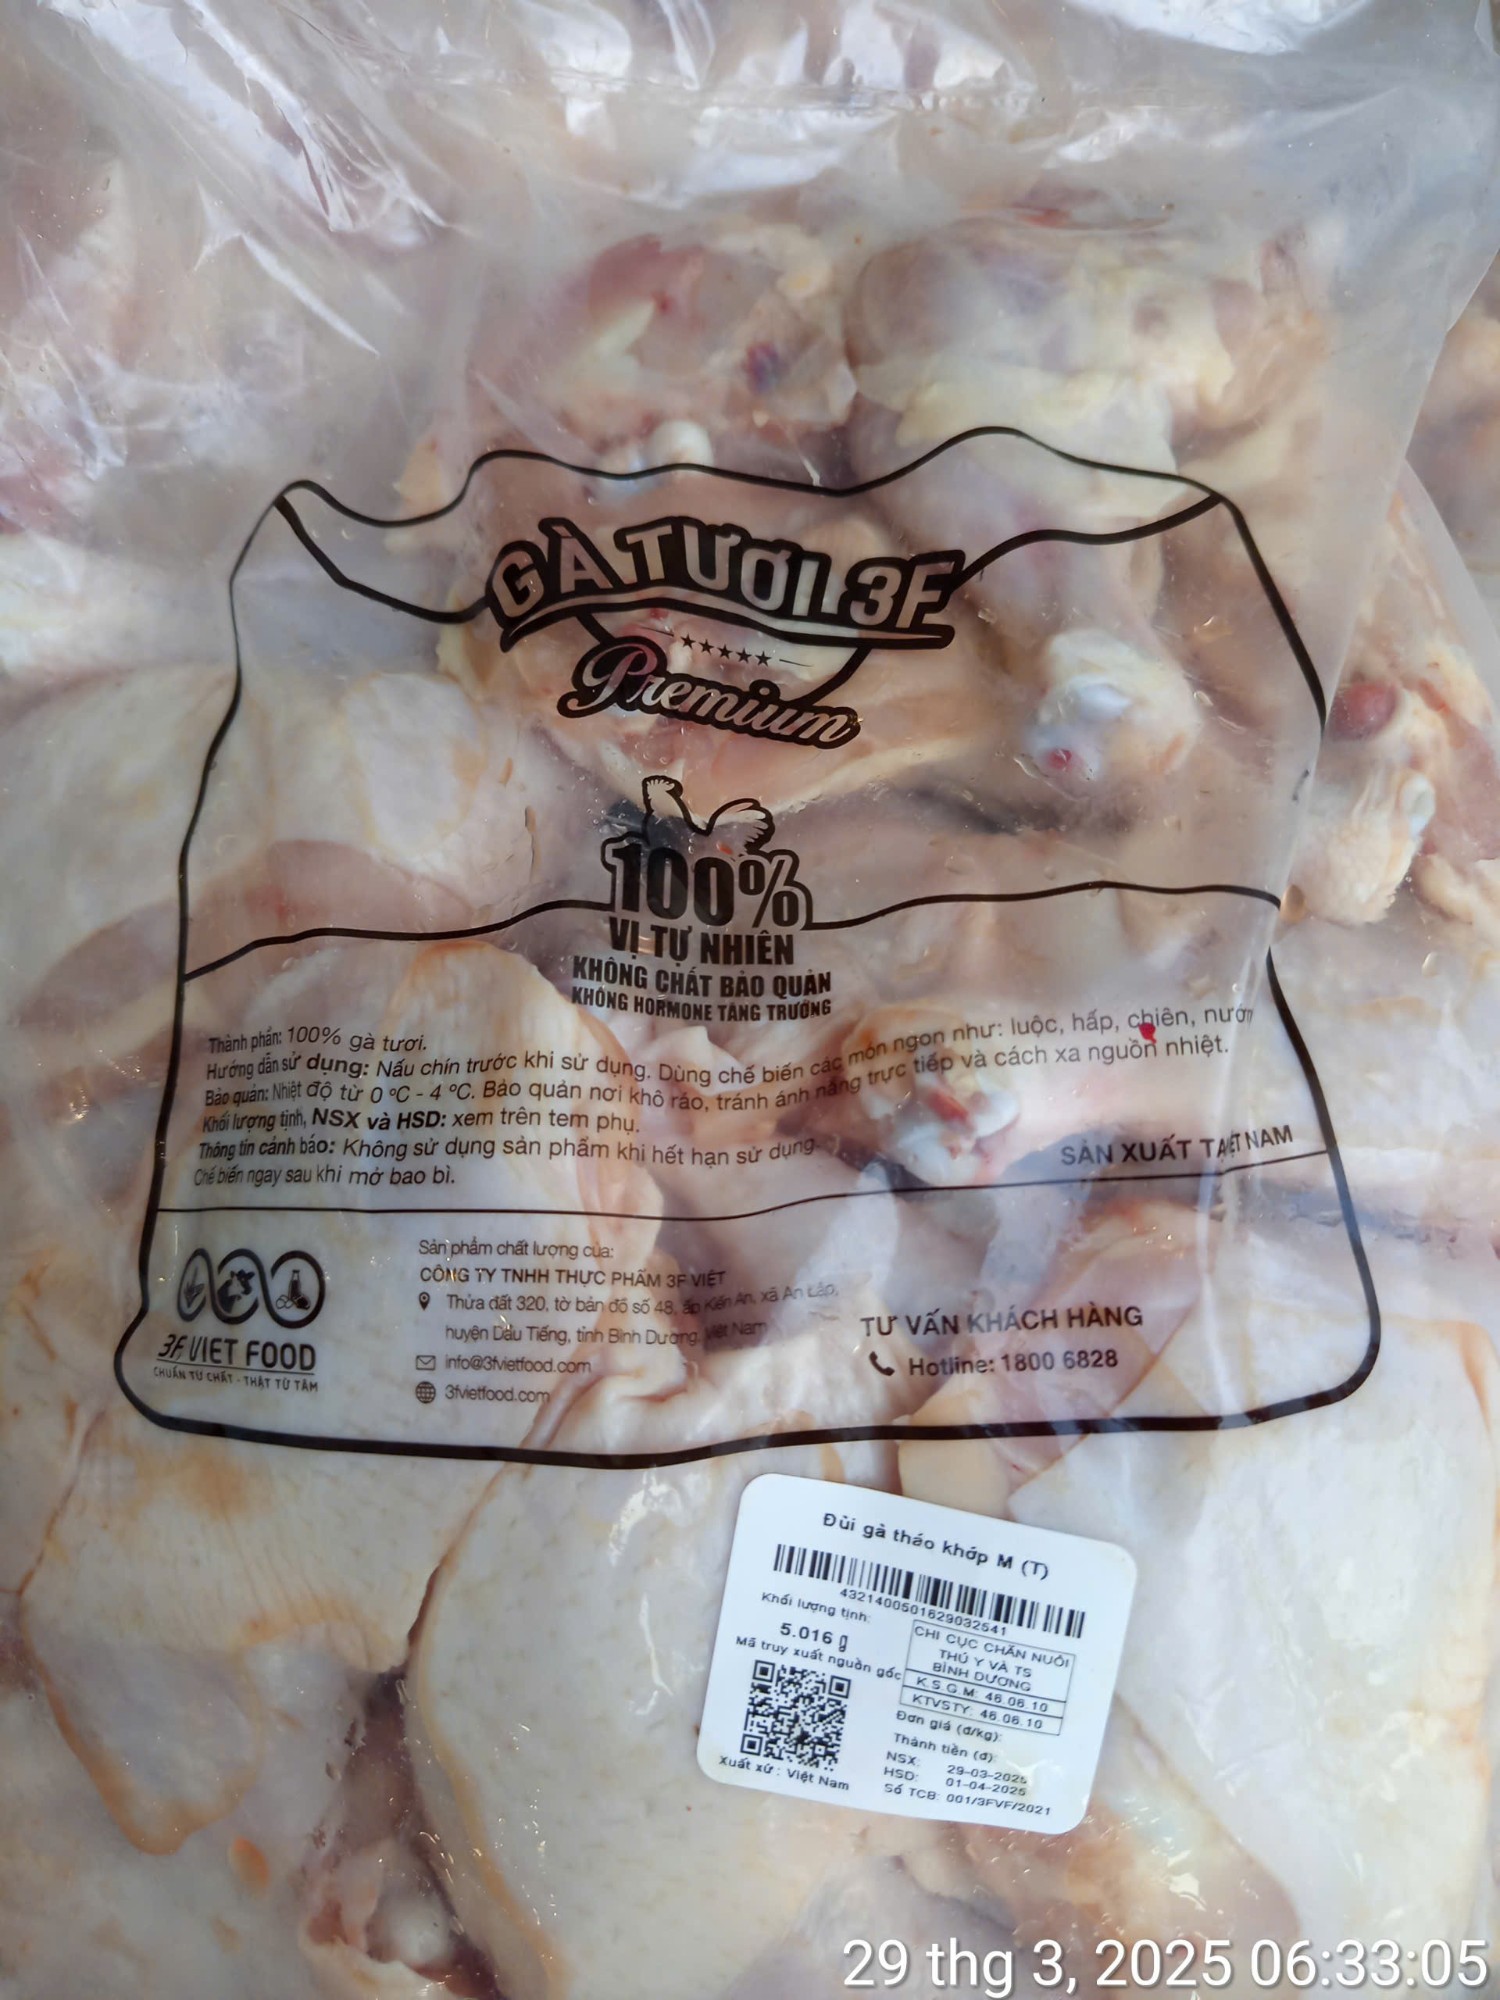 GÀ TƯƠI 3F
Premium
100%
VỊ TỰ NHIÊN
KHÔNG CHẤT BẢO QUẢN
KHÔNG HORMONE TĂNG TRƯỞNG
Thành phần: 100% gà tươi.
Hướng dẫn sử dụng: Nấu chín trước khi sử dụng. Dùng chế biến các món ngon như: luộc, hấp, chiên, nướn
Bảo quản: Nhiệt độ từ 0 °C - 4 °C. Bảo quản nơi khô ráo, tránh ánh nắng trực tiếp và cách xa nguồn nhiệt.
Khối lượng tịnh, NSX và HSD: xem trên tem phụ.
Thông tin cảnh báo: Không sử dụng sản phẩm khi hết hạn sử dụng
Chế biến ngay sau khi mở bao bì.
SẢN XUẤT TẠI NAM
3F VIET FOOD
CHUẨN TỪ CHẤT - THẬT TỪ TÂM
Sản phẩm chất lượng của:
CÔNG TY TNHH THỰC PHẨM 3F VIỆT
Thửa đất 320, tờ bản đồ số 48, ấp Kiến An, xã An Lập,
huyện Dầu Tiếng, tỉnh Bình Dương, Việt Nam
info@3fvietfood.com
3fvietfood.com
TƯ VẤN KHÁCH HÀNG
Hotline: 1800 6828
Đùi gà tháo khớp M (T)
4321400501629032541
Khối lượng tịnh:
5.016 g
Mã truy xuất nguồn gốc
CHI CỤC CHĂN NUÔI
THÚ Y VÀ TS
BÌNH DƯƠNG
K.S.G.M: 46.06.10
KTVSTY: 46.06.10
Đơn giá (đ/kg):
Thành tiền (đ):
NSX: 29-03-2025
HSD: 01-04-2025
Số TCB: 001/3FVF/2021
Xuất xứ : Việt Nam
29 thg 3, 2025 06:33:05